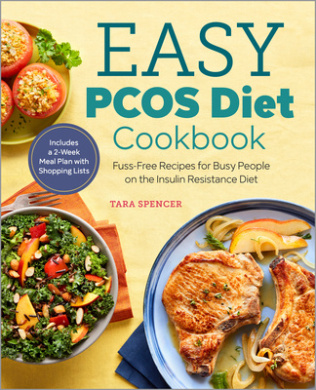 EASY
PCOS Diet
Cookbook
Includes
a 2-Week
Meal Plan with
Shopping Lists
Fuss-Free Recipes for Busy People
on the Insulin Resistance Diet
TARA SPENCER